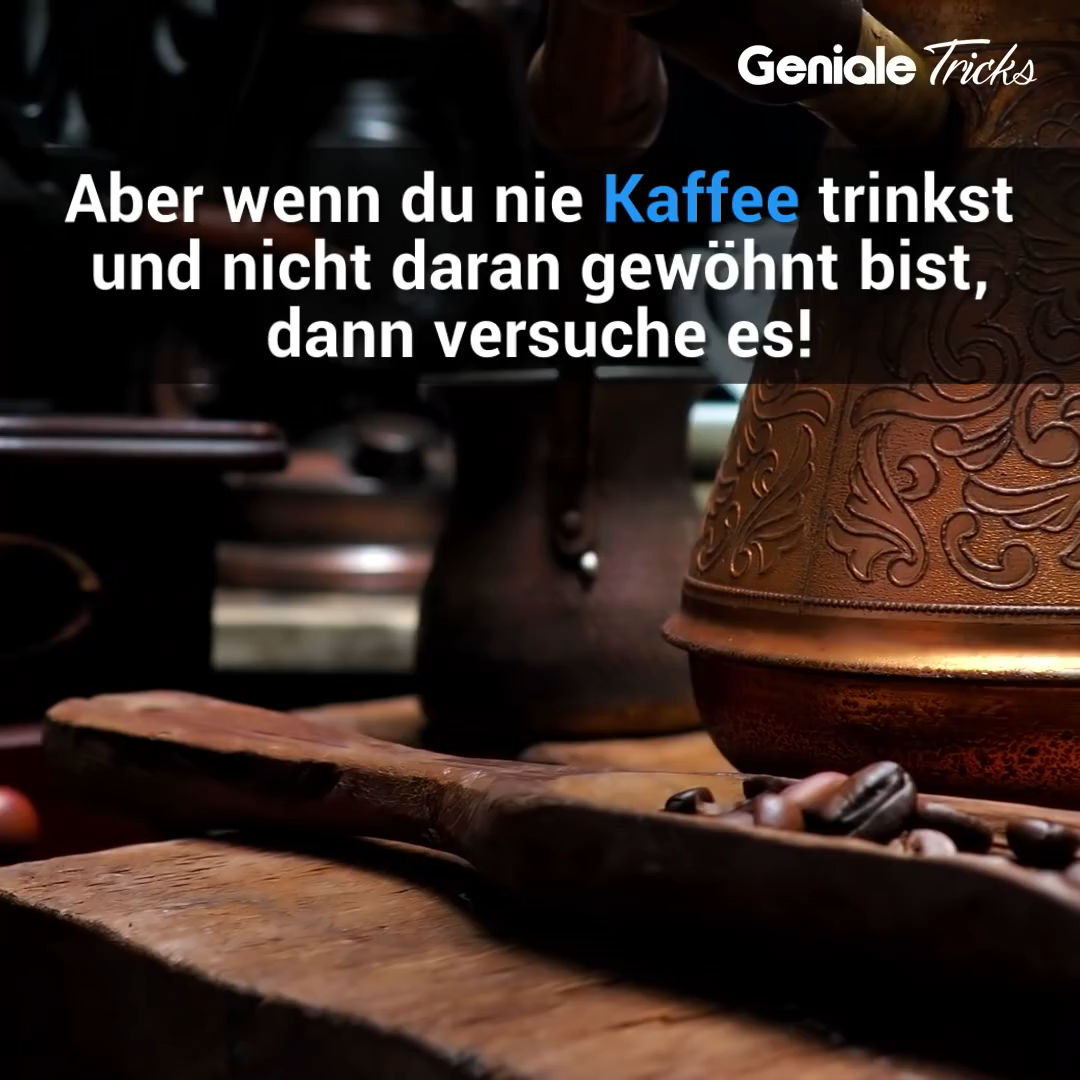 Geniale Tricks
Aber wenn du nie Kaffee trinkst
und nicht daran gewöhnt bist,
dann versuche es!